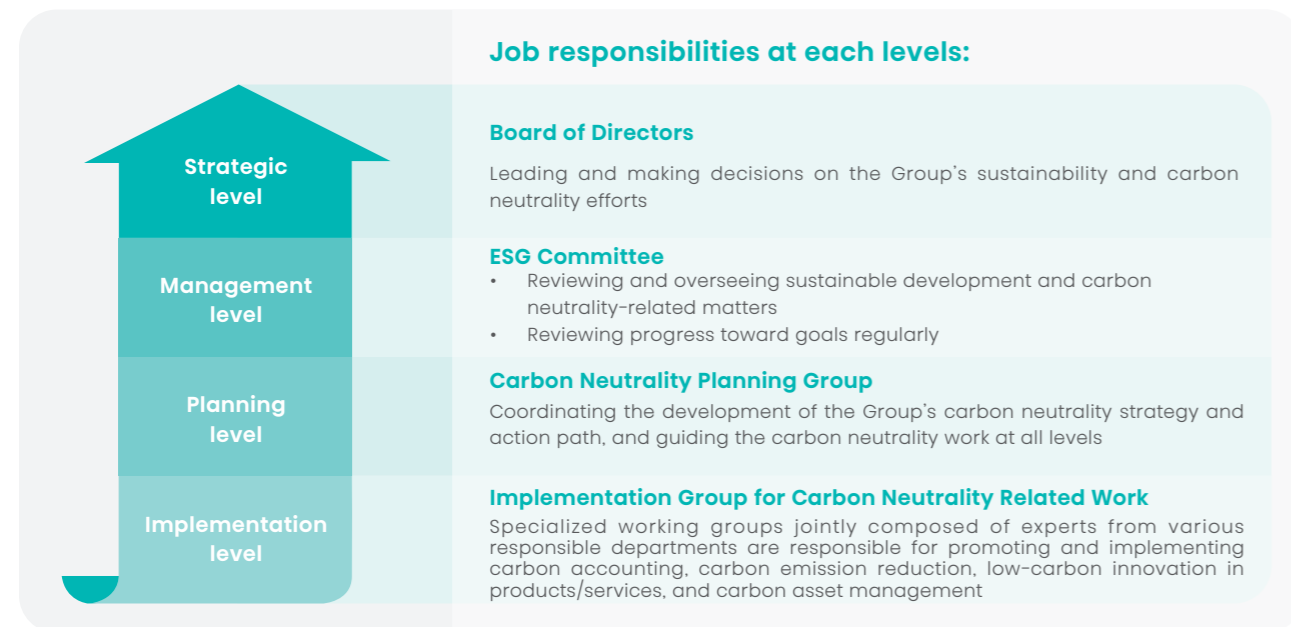 Job responsibilities at each levels:
Strategic
level
Board of Directors
Leading and making decisions on the Group's sustainability and carbon
neutrality efforts
Management
level
ESG Committee
• Reviewing and overseeing sustainable development and carbon
neutrality-related matters
• Reviewing progress toward goals regularly
Planning
level
Carbon Neutrality Planning Group
Coordinating the development of the Group's carbon neutrality strategy and
action path, and guiding the carbon neutrality work at all levels
Implementation
level
Implementation Group for Carbon Neutrality Related Work
Specialized working groups jointly composed of experts from various
responsible departments are responsible for promoting and implementing
carbon accounting, carbon emission reduction, low-carbon innovation in
products/services, and carbon asset management